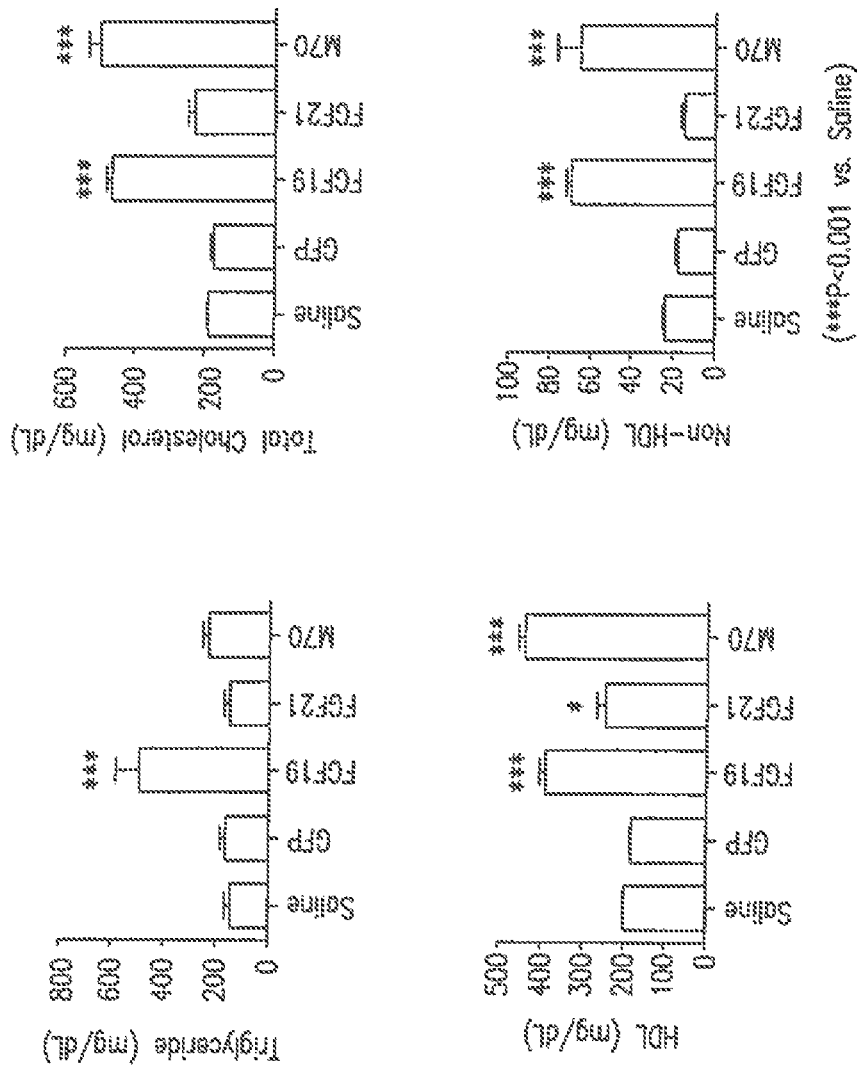 Triglyceride (mg/dL)
800
600
400
200
0
***
Saline
GFP
FGF19
FGF21
M70
Total Cholesterol (mg/dL)
600
400
200
0
***
***
Saline
GFP
FGF19
FGF21
M70
HDL (mg/dL)
500
400
300
200
100
0
***
*
***
Saline
GFP
FGF19
FGF21
M70
Non-HDL (mg/dL)
100
80
60
40
20
0
***
***
Saline
GFP
FGF19
FGF21
M70
(***P<0.001 vs. Saline)